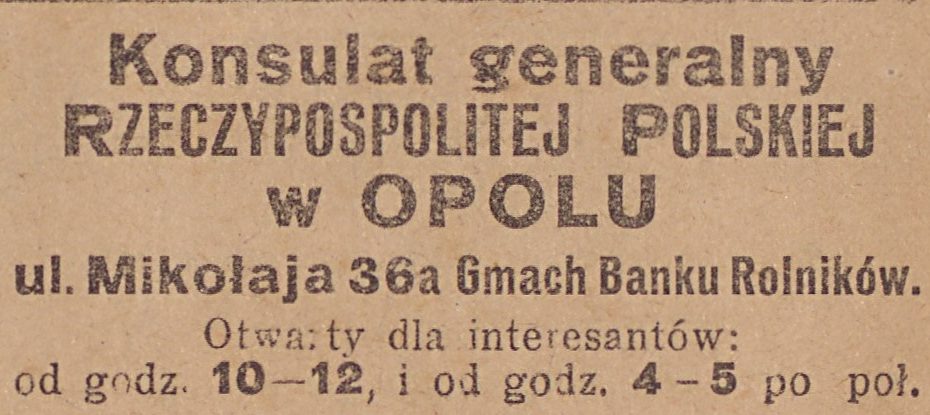 Konsulat generalny
RZECZYPOSPOLITEJ POLSKIEJ
w OPOLU
ul. Mikołaja 36a Gmach Banku Rolników.
Otwarty dla interesantów:
od godz. 10—12, i od godz. 4–5 po poł.